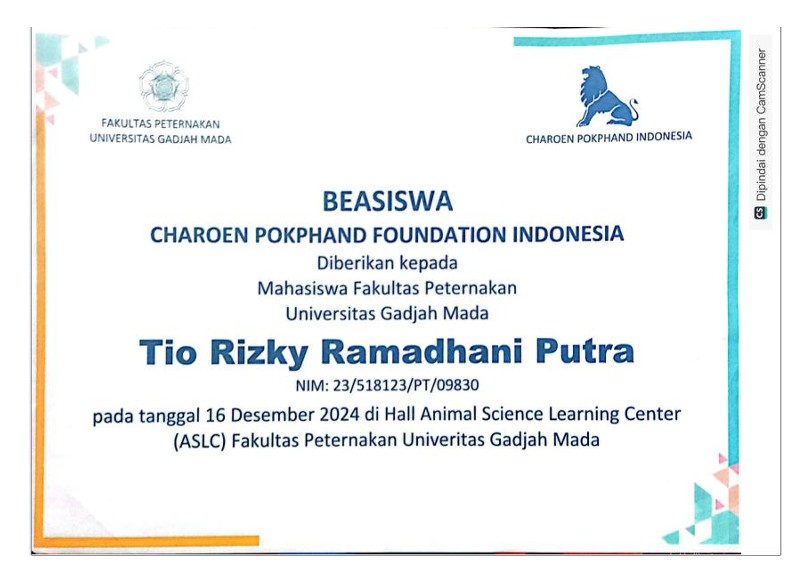 FAKULTAS PETERNAKAN
UNIVERSITAS GADJAH MADA
CHAROEN POKPHAND INDONESIA
BEASISWA
CHAROEN POKPHAND FOUNDATION INDONESIA
Diberikan kepada
Mahasiswa Fakultas Peternakan
Universitas Gadjah Mada
Tio Rizky Ramadhani Putra
NIM: 23/518123/PT/09830
pada tanggal 16 Desember 2024 di Hall Animal Science Learning Center
(ASLC) Fakultas Peternakan Univeritas Gadjah Mada
CS Dipindai dengan CamScanner